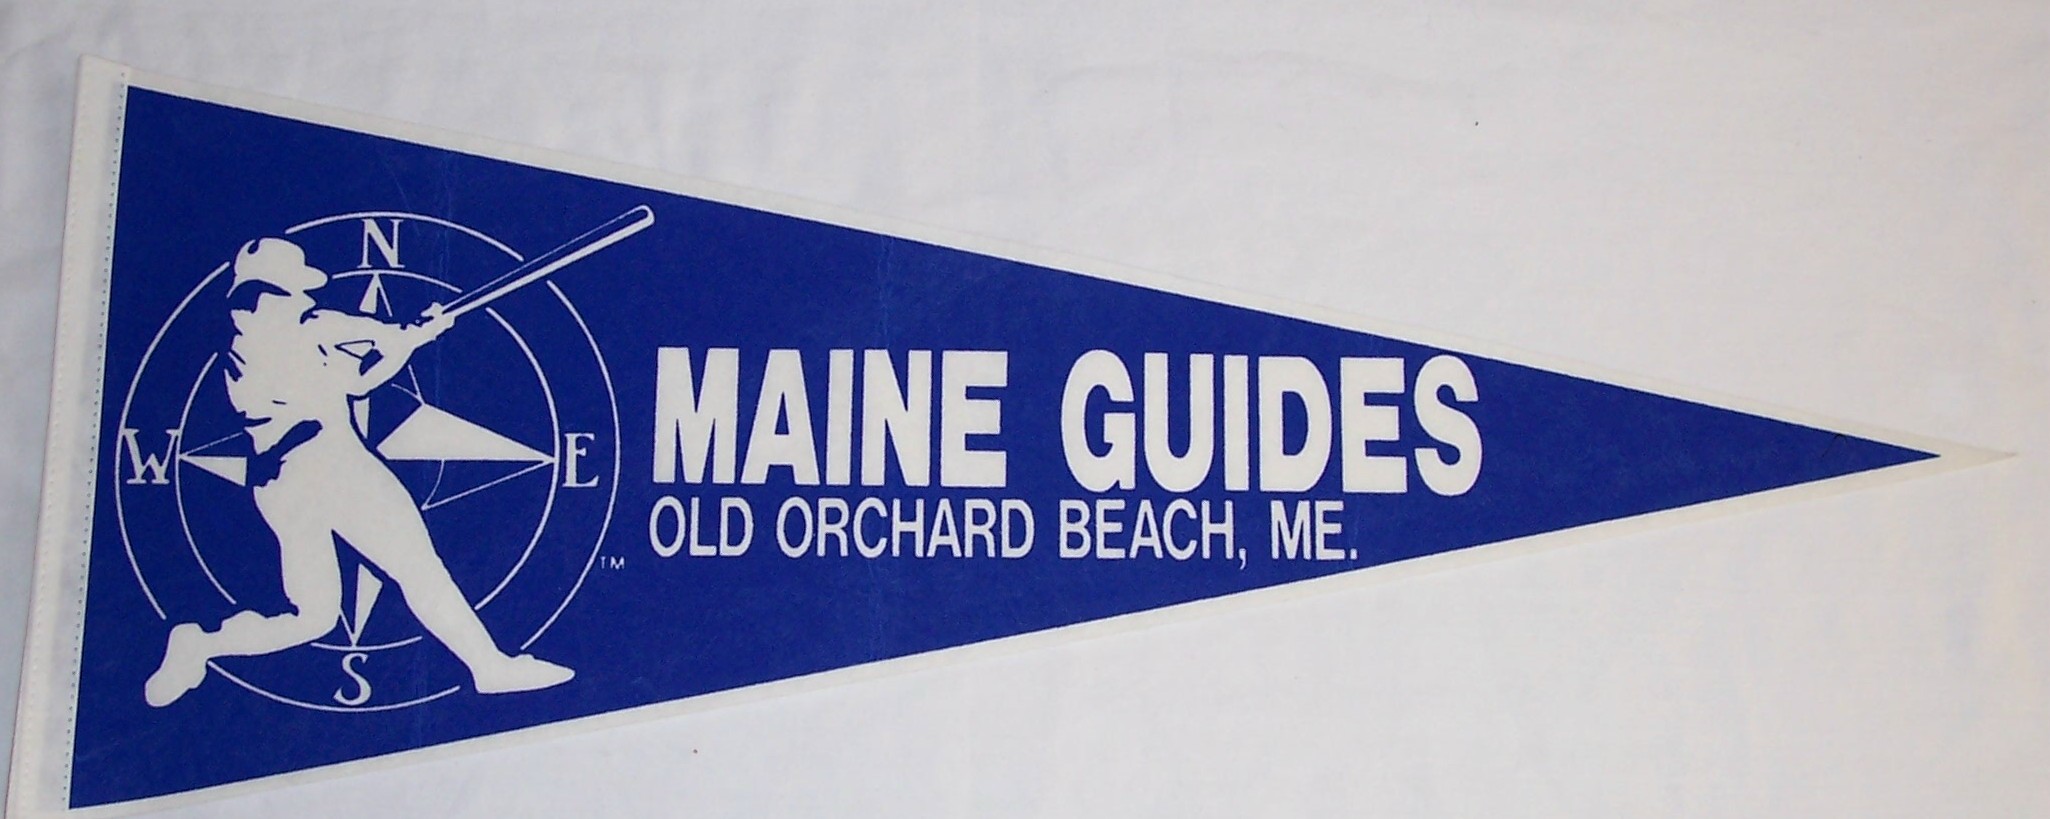 N
W
E
S
TM
MAINE GUIDES
OLD ORCHARD BEACH, ME.